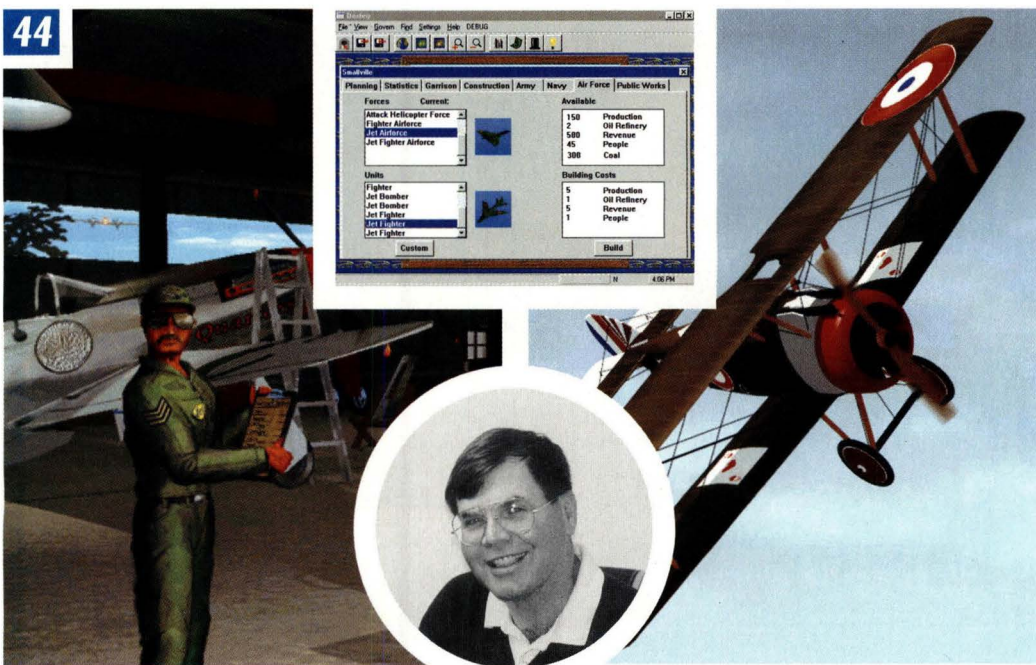 44
File View Govern Find Settings Help DEBUG
Smallville
Planning Statistics Garrison Construction Army Navy Air Force Public Works
Forces Current:
Attack Helicopter Force
Fighter Airforce
Jet Airforce
Jet Fighter Airforce
Available
150 Production
2 Oil Refinery
500 Revenue
45 People
300 Coal
Units
Fighter
Jet Bomber
Jet Bomber
Jet Fighter
Jet Fighter
Jet Fighter
Building Costs
5 Production
1 Oil Refinery
5 Revenue
1 People
Custom
Build
N 4:06 PM